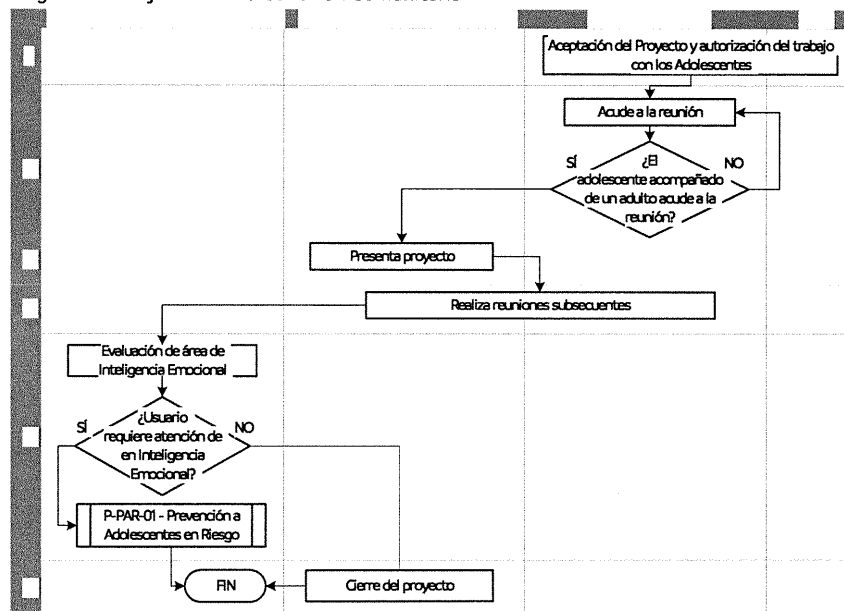 Aceptación del Proyecto y autorización del trabajo
con los Adolescentes
Acude a la reunión
SÍ
¿El
NO
adolescente acompañado
de un adulto acude a la
reunión?
Presenta proyecto
Realiza reuniones subsecuentes
Evaluación de área de
Inteligencia Emocional
SÍ
¿Usuario
NO
requiere atención de
en Inteligencia
Emocional?
P-PAR-01 - Prevención a
Adolescentes en Riesgo
FIN
Cierre del proyecto